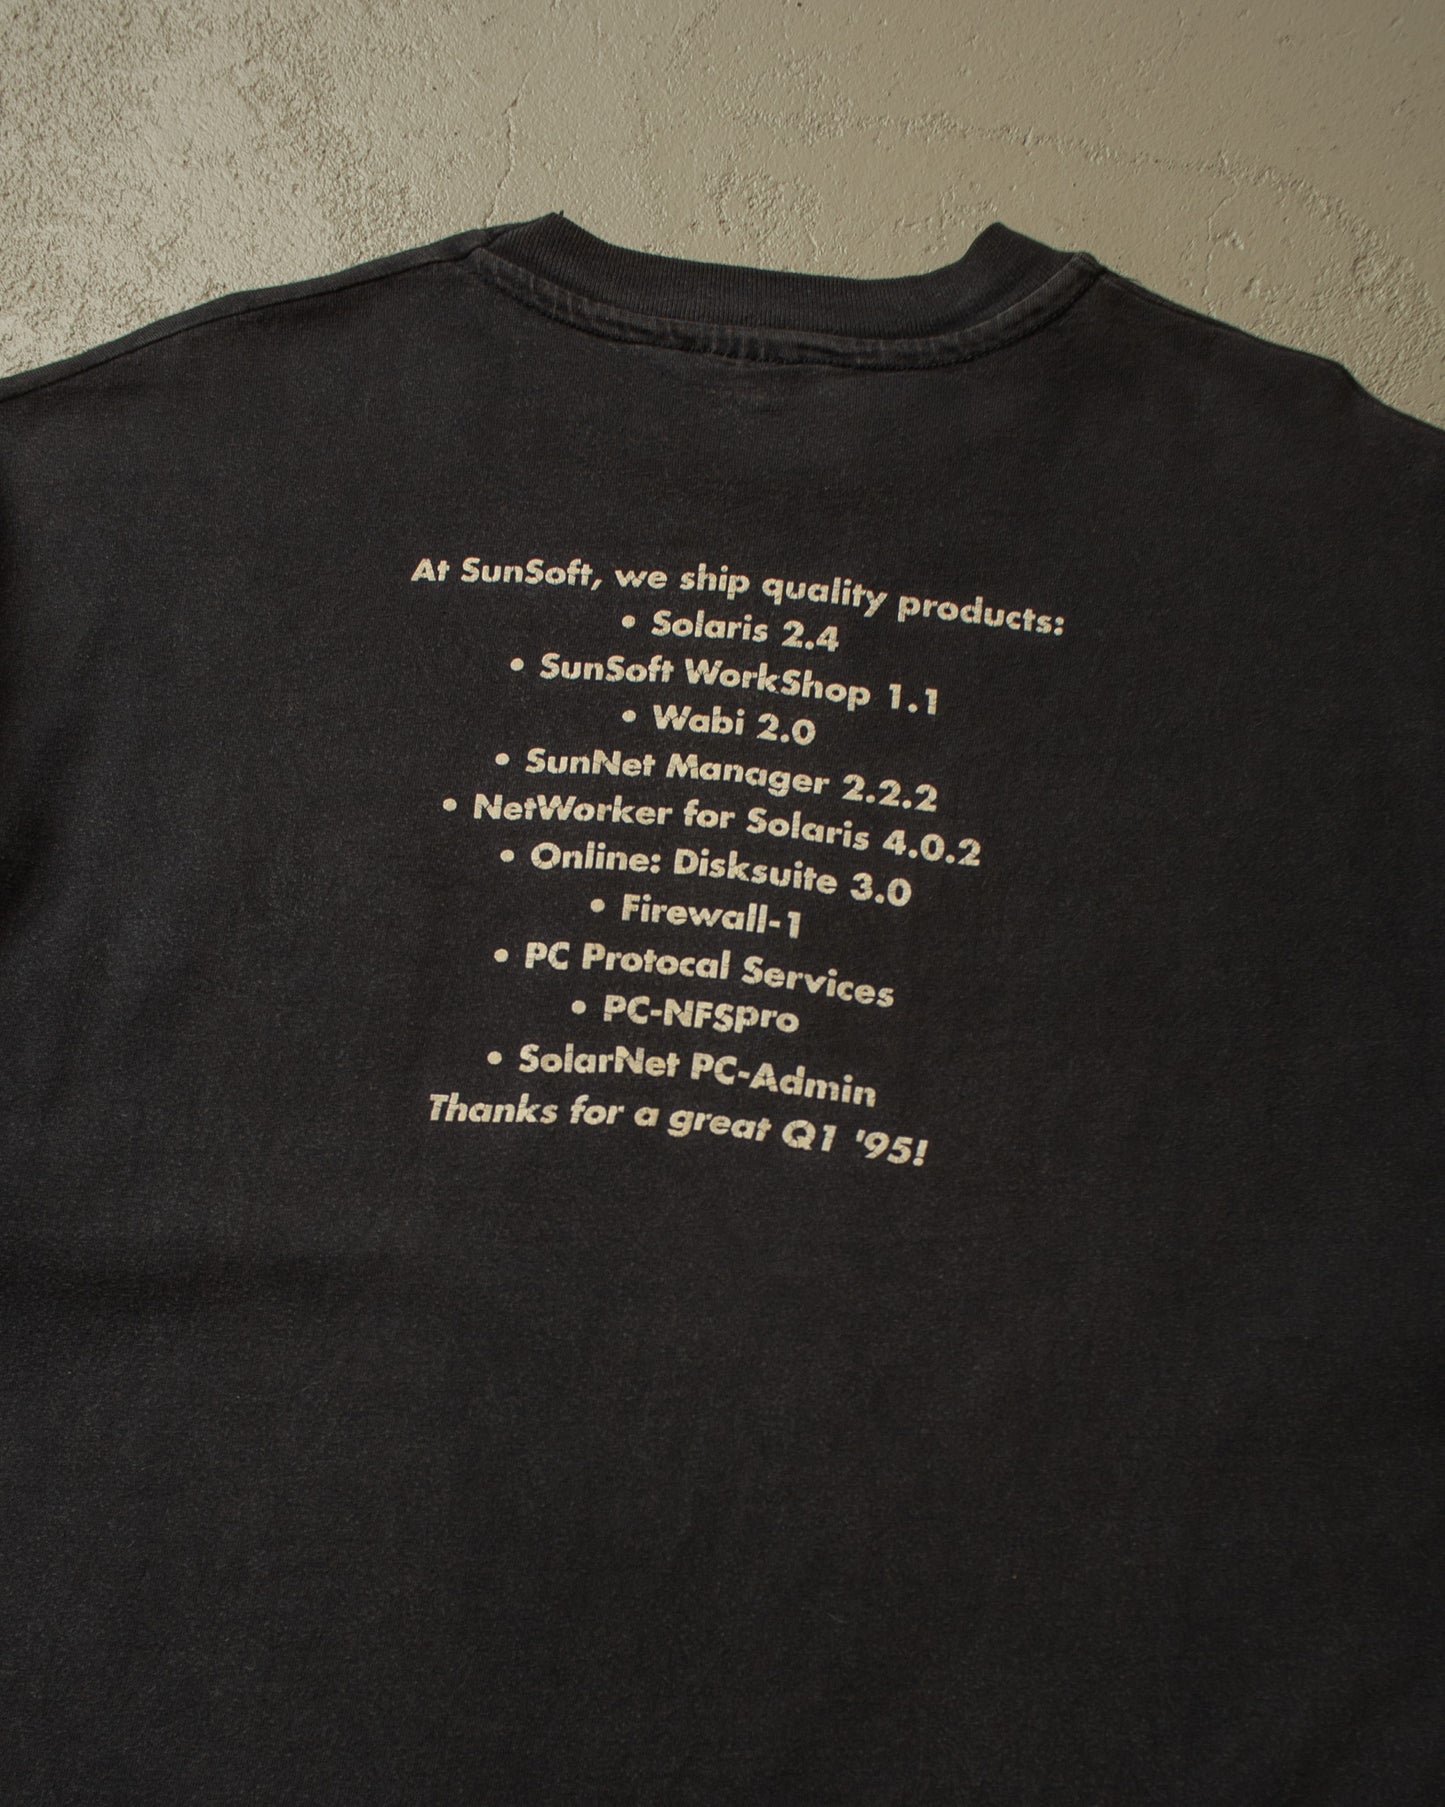 At SunSoft, we ship quality products:
• Solaris 2.4
• SunSoft WorkShop 1.1
• Wabi 2.0
• SunNet Manager 2.2.2
• NetWorker for Solaris 4.0.2
• Online: Disksuite 3.0
• Firewall-1
• PC Protocal Services
• PC-NFSpro
• SolarNet PC-Admin
Thanks for a great Q1 '95!